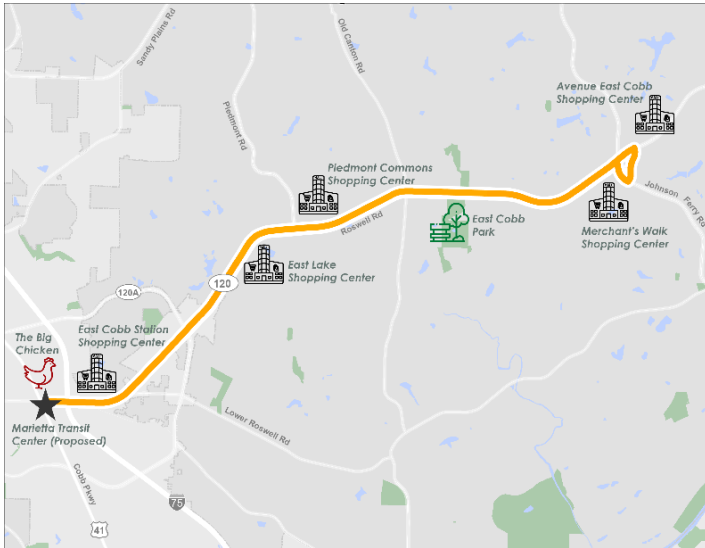 Sandy Plains Rd
Old Canton Rd
Piedmont Rd
Avenue East Cobb
Shopping Center
Piedmont Commons
Shopping Center
Roswell Rd
Johnson Ferry Rd
East Cobb
Park
Merchant's Walk
Shopping Center
East Lake
Shopping Center
120
120A
East Cobb Station
Shopping Center
The Big
Chicken
Marietta Transit
Center (Proposed)
Lower Roswell Rd
Cobb Pkwy
75
41